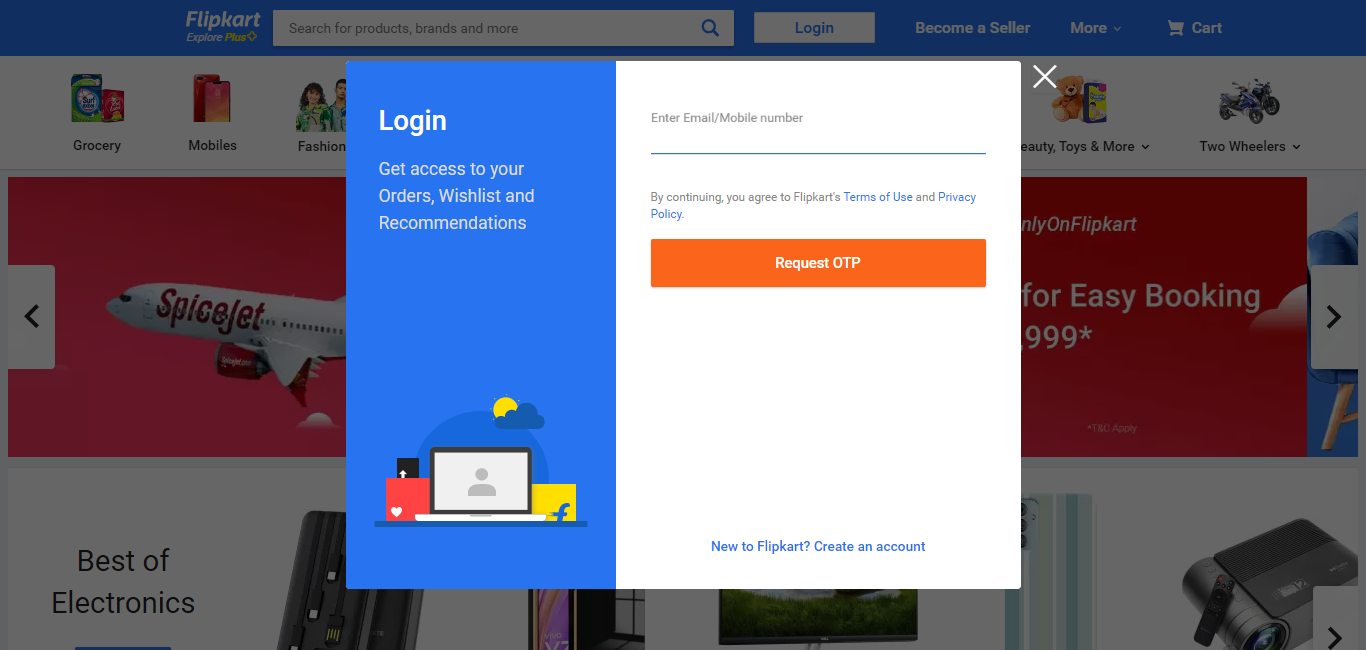 Flipkart
Explore Plus
Search for products, brands and more
Login
Become a Seller
More
Cart
Grocery
Mobiles
Fashion
eauty, Toys & More
Two Wheelers
Login
Get access to your
Orders, Wishlist and
Recommendations
Enter Email/Mobile number
By continuing, you agree to Flipkart's Terms of Use and Privacy
Policy.
Request OTP
New to Flipkart? Create an account
SpiceJet
nlyOnFlipkart
for Easy Booking
,999*
*T&C Apply
Best of
Electronics
vivo